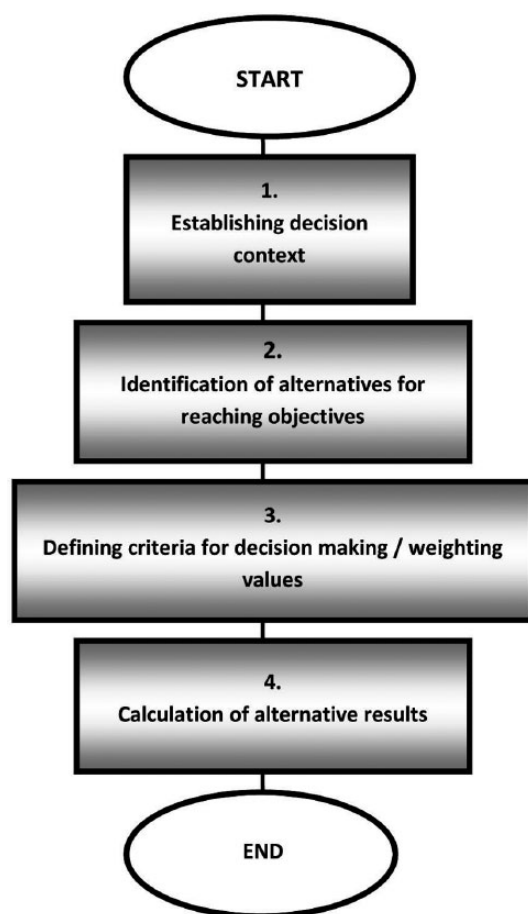 START
1.
Establishing decision
context
2.
Identification of alternatives for
reaching objectives
3.
Defining criteria for decision making / weighting
values
4.
Calculation of alternative results
END